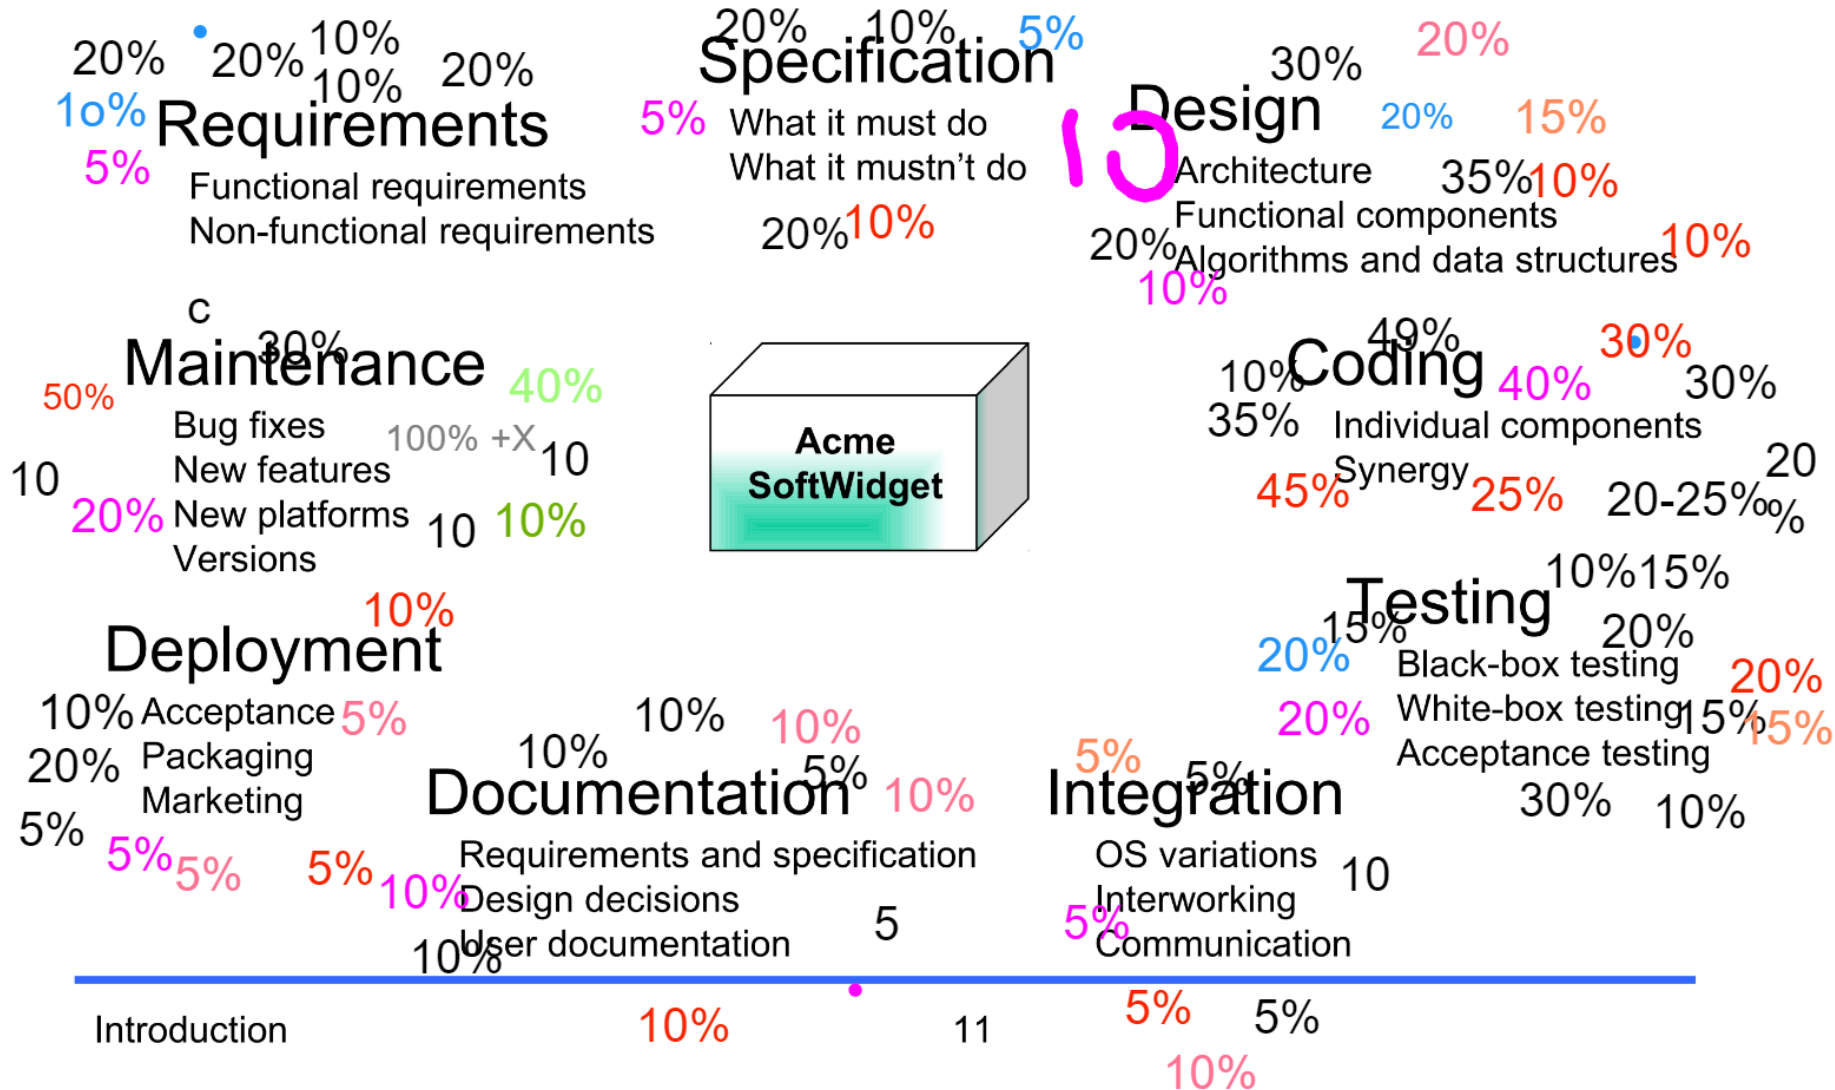 20% 20% 10% 20%
10%
1o% Requirements
5%
Functional requirements
Non-functional requirements
20% 10% 5%
Specification
5% What it must do
What it mustn't do
20% 10%
30% 20%
Design 20% 15%
10
Architecture 35% 10%
Functional components
20% Algorithms and data structures 10%
10%
c
30%
Maintenance
50% 40%
Bug fixes 100% +X 10
10 New features
20% New platforms 10 10%
Versions
Acme
SoftWidget
49% 30%
10% Coding 40% 30%
35% Individual components
Synergy 20
45% 25% 20-25% %
10% 15%
Testing
15% 20%
20% Black-box testing 20%
20% White-box testing 15% 15%
Acceptance testing
30% 10%
10%
Deployment
10% Acceptance 5%
20% Packaging
5% Marketing
5% 5% 5%
10% 10% 10%
5%
Documentation 10%
Requirements and specification
10% Design decisions 5
10% User documentation
5% 5%
Integration
OS variations 10
Interworking
5% Communication
Introduction 10% 11 5% 5%
10%